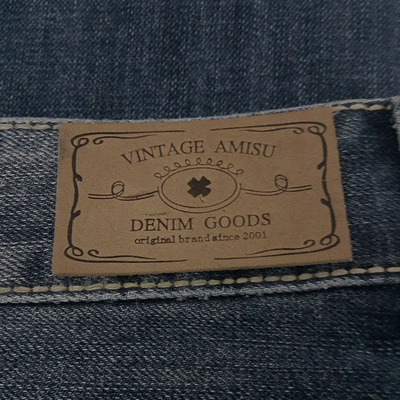 VINTAGE AMISU
DENIM GOODS
original brand since 2001